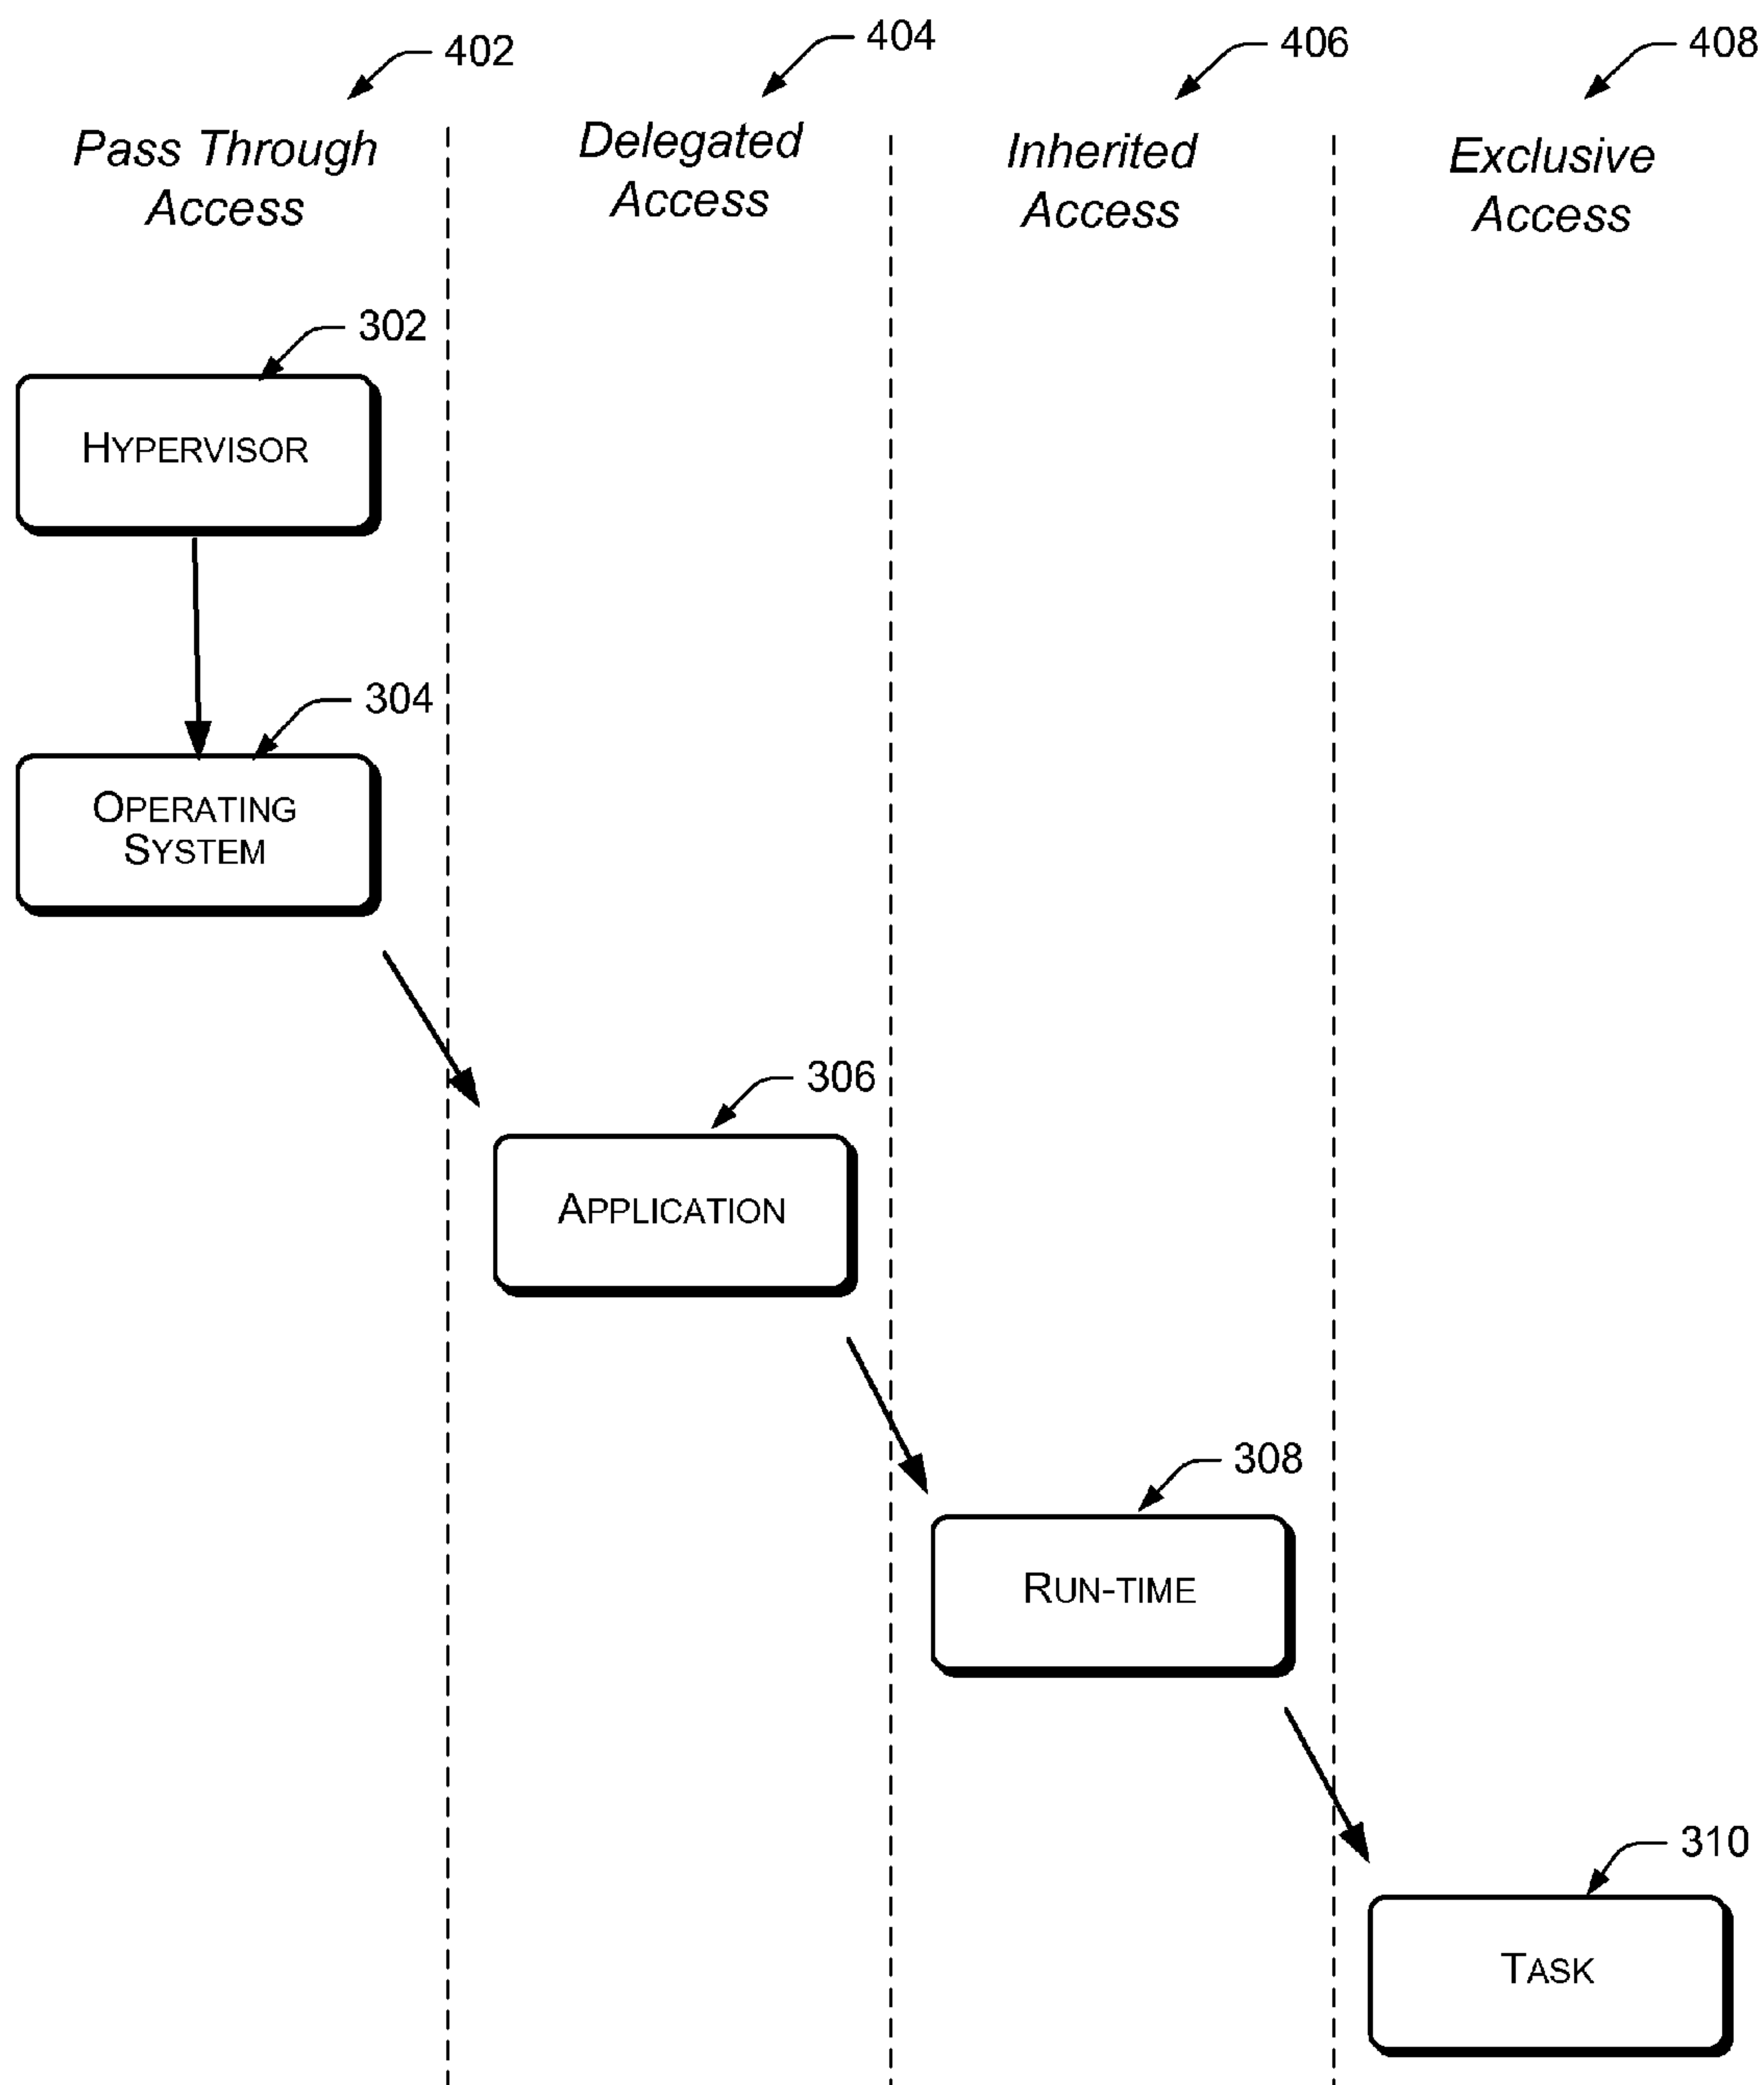 402
404
406
408
Pass Through
Access
Delegated
Access
Inherited
Access
Exclusive
Access
302
HYPERVISOR
304
OPERATING
SYSTEM
306
APPLICATION
308
RUN-TIME
310
TASK